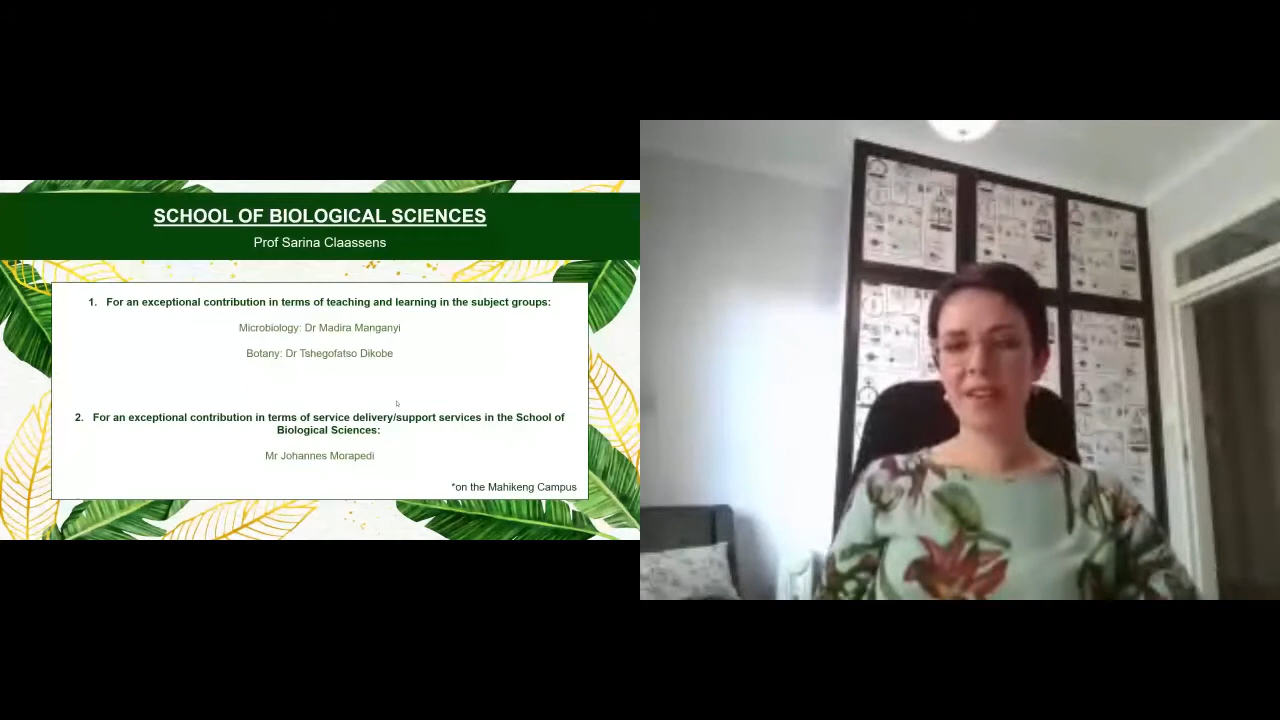 SCHOOL OF BIOLOGICAL SCIENCES
Prof Sarina Claassens
1. For an exceptional contribution in terms of teaching and learning in the subject groups:
Microbiology: Dr Madira Manganyi
Botany: Dr Tshegofatso Dikobe
2. For an exceptional contribution in terms of service delivery/support services in the School of
Biological Sciences:
Mr Johannes Morapedi
*on the Mahikeng Campus